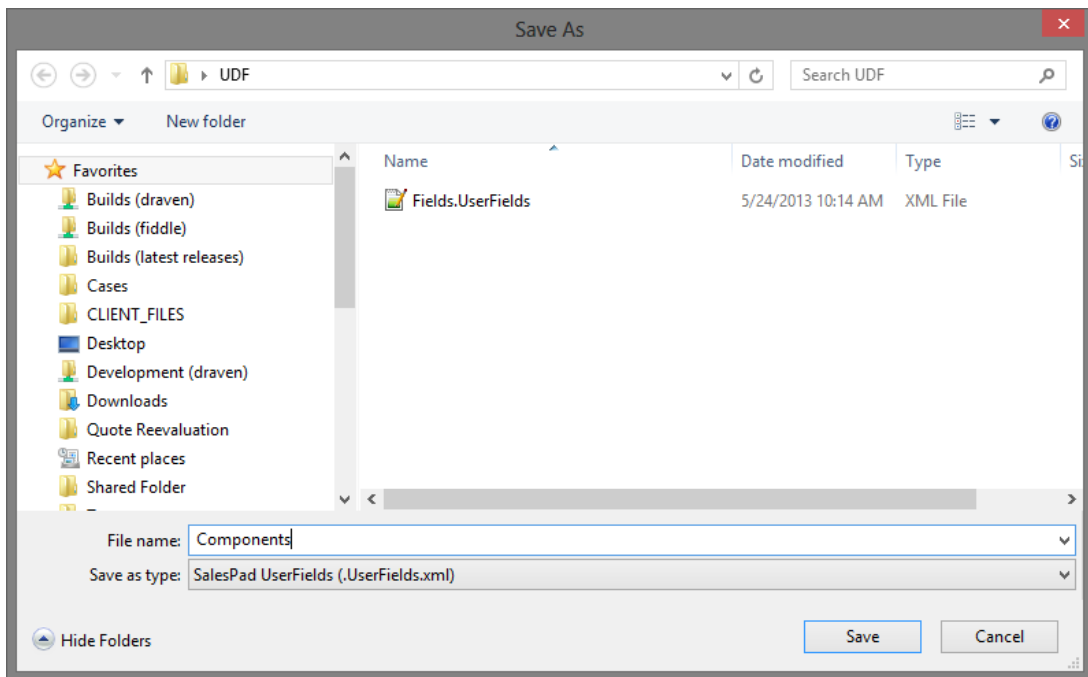 Save As
UDF
Search UDF
Organize
New folder
Name
Date modified
Type
Favorites
Builds (draven)
Builds (fiddle)
Builds (latest releases)
Cases
CLIENT_FILES
Desktop
Development (draven)
Downloads
Quote Reevaluation
Recent places
Shared Folder
Fields.UserFields
5/24/2013 10:14 AM
XML File
File name:
Components
Save as type:
SalesPad UserFields (.UserFields.xml)
Hide Folders
Save
Cancel